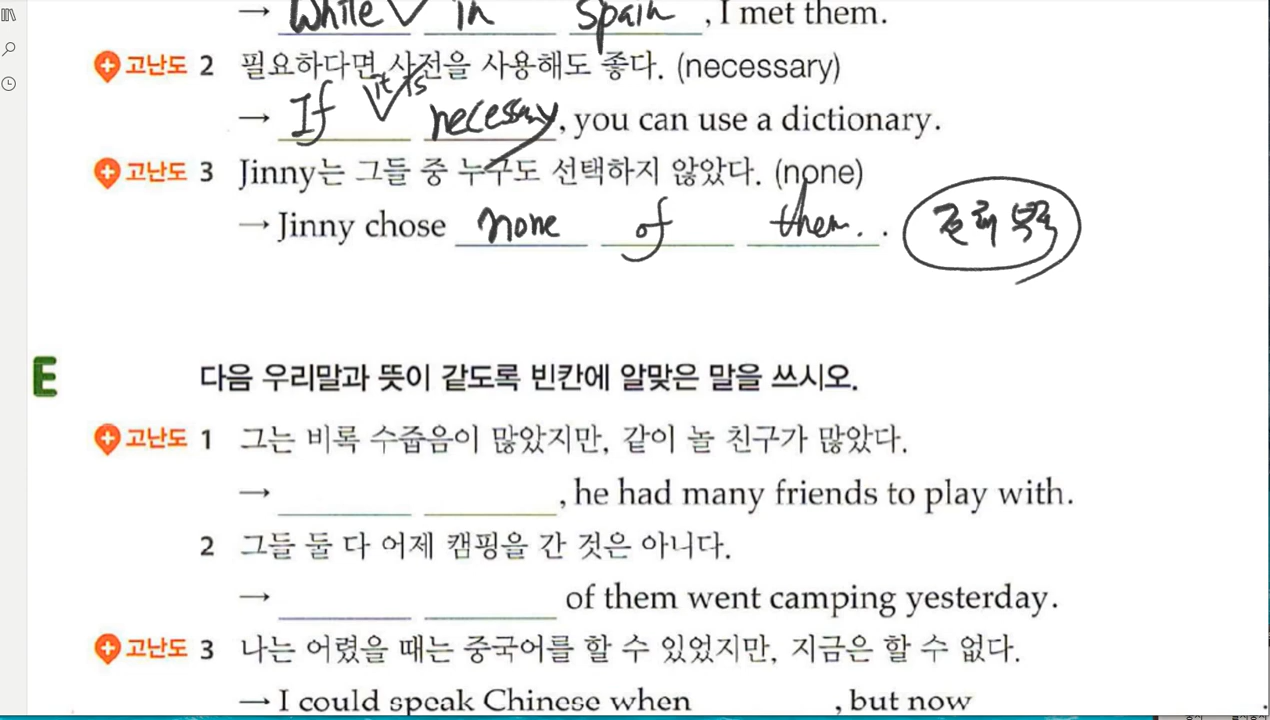 → While ∨ in Spain, I met them.
고난도 2 필요하다면 사전을 사용해도 좋다. (necessary)
it is
→ If ∨ necessary, you can use a dictionary.
고난도 3 Jinny는 그들 중 누구도 선택하지 않았다. (none)
→ Jinny chose none of them. .
E 다음 우리말과 뜻이 같도록 빈칸에 알맞은 말을 쓰시오.
고난도 1 그는 비록 수줍음이 많았지만, 같이 놀 친구가 많았다.
→ , he had many friends to play with.
2 그들 둘 다 어제 캠핑을 간 것은 아니다.
→ of them went camping yesterday.
고난도 3 나는 어렸을 때는 중국어를 할 수 있었지만, 지금은 할 수 없다.
→ I could speak Chinese when , but now